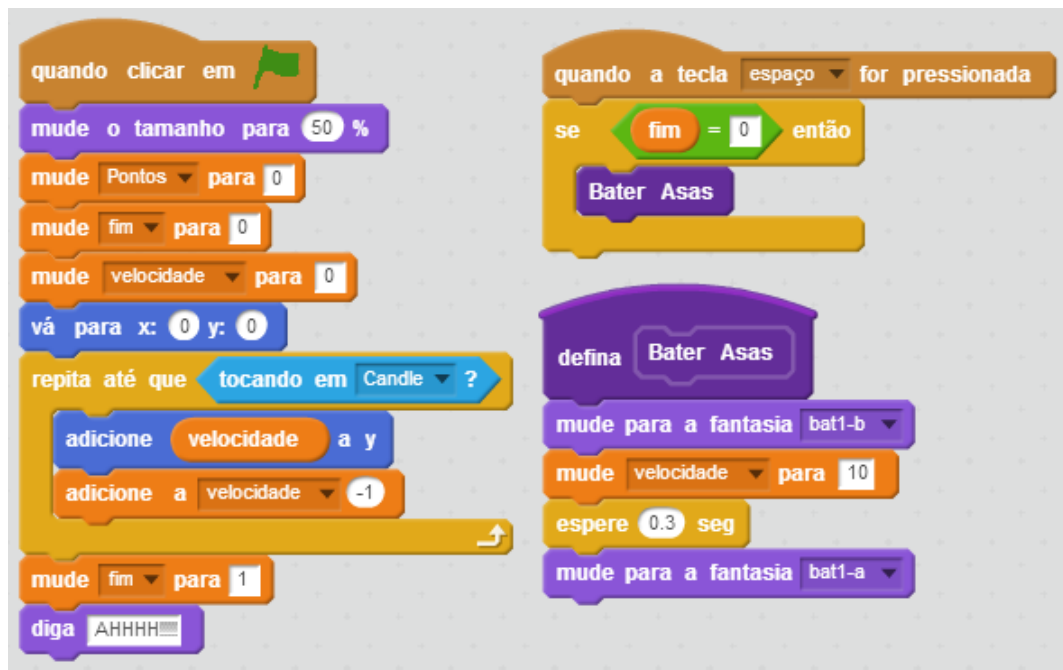 quando clicar em
mude o tamanho para 50 %
mude Pontos para 0
mude fim para 0
mude velocidade para 0
vá para x: 0 y: 0
repita até que tocando em Candle ?
adicione velocidade a y
adicione a velocidade -1
mude fim para 1
diga AHHHH
quando a tecla espaço for pressionada
se fim = 0 então
Bater Asas
defina Bater Asas
mude para a fantasia bat1-b
mude velocidade para 10
espere 0.3 seg
mude para a fantasia bat1-a